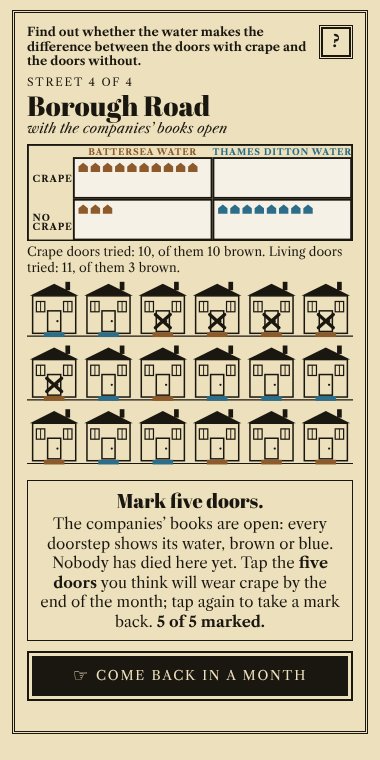 Find out whether the water makes the
difference between the doors with crape and
the doors without.
?
STREET 4 OF 4
Borough Road
with the companies' books open
BATTERSEA WATER
THAMES DITTON WATER
CRAPE
NO
CRAPE
Crape doors tried: 10, of them 10 brown. Living doors
tried: 11, of them 3 brown.
Mark five doors.
The companies' books are open: every
doorstep shows its water, brown or blue.
Nobody has died here yet. Tap the five
doors you think will wear crape by the
end of the month; tap again to take a mark
back. 5 of 5 marked.
☞ COME BACK IN A MONTH